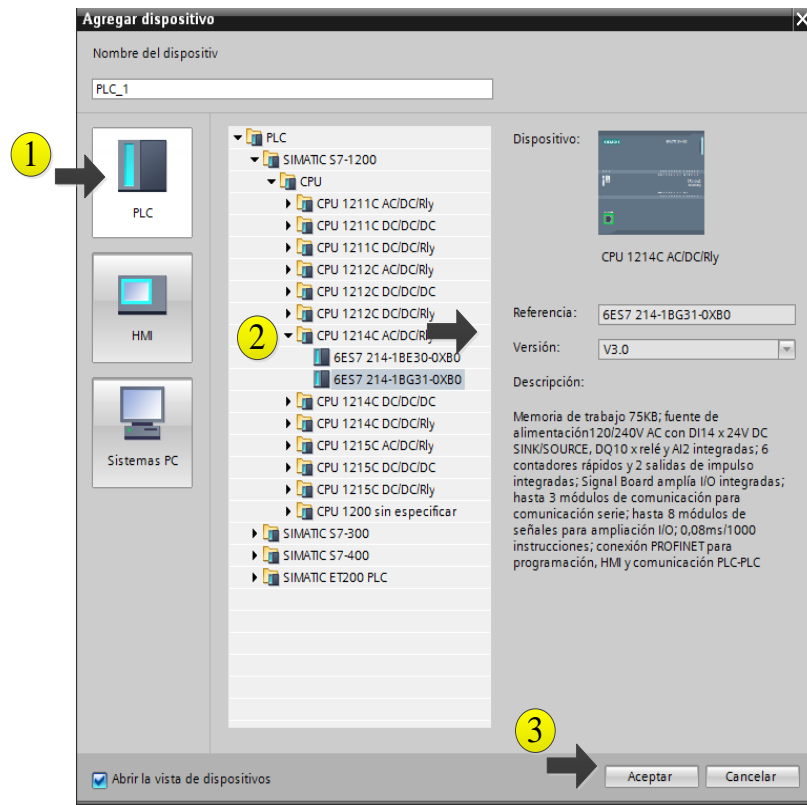 Agregar dispositivo
Nombre del dispositiv
PLC_1
1
PLC
HMI
Sistemas PC
PLC
SIMATIC S7-1200
CPU
CPU 1211C AC/DC/Rly
CPU 1211C DC/DC/DC
CPU 1211C DC/DC/Rly
CPU 1212C AC/DC/Rly
CPU 1212C DC/DC/DC
CPU 1212C DC/DC/Rly
2
CPU 1214C AC/DC/Rly
6ES7 214-1BE30-0XB0
6ES7 214-1BG31-0XB0
CPU 1214C DC/DC/DC
CPU 1214C DC/DC/Rly
CPU 1215C AC/DC/Rly
CPU 1215C DC/DC/DC
CPU 1215C DC/DC/Rly
CPU 1200 sin especificar
SIMATIC S7-300
SIMATIC S7-400
SIMATIC ET200 PLC
Dispositivo:
SIEMENS
CPU 1214C AC/DC/Rly
Referencia:
6ES7 214-1BG31-0XB0
Versión:
V3.0
Descripción:
Memoria de trabajo 75KB; fuente de
alimentación120/240V AC con DI14 x 24V DC
SINK/SOURCE, DQ10 x relé y AI2 integradas; 6
contadores rápidos y 2 salidas de impulso
integradas; Signal Board amplía I/O integradas;
hasta 3 módulos de comunicación para
comunicación serie; hasta 8 módulos de
señales para ampliación I/O; 0,08ms/1000
instrucciones; conexión PROFINET para
programación, HMI y comunicación PLC-PLC
3
Abrir la vista de dispositivos
Aceptar
Cancelar